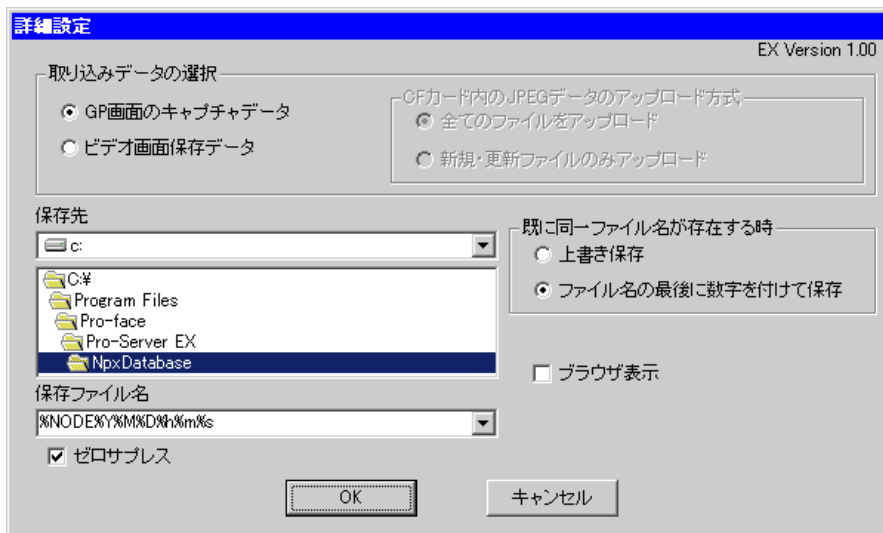 詳細設定
EX Version 1.00
取り込みデータの選択
GP画面のキャプチャデータ
ビデオ画面保存データ
CFカード内のJPEGデータのアップロード方式
全てのファイルをアップロード
新規・更新ファイルのみアップロード
保存先
c:
C:¥
Program Files
Pro-face
Pro-Server EX
NpxDatabase
既に同一ファイル名が存在する時
上書き保存
ファイル名の最後に数字を付けて保存
ブラウザ表示
保存ファイル名
%NODE%Y%M%D%h%m%s
ゼロサプレス
OK
キャンセル